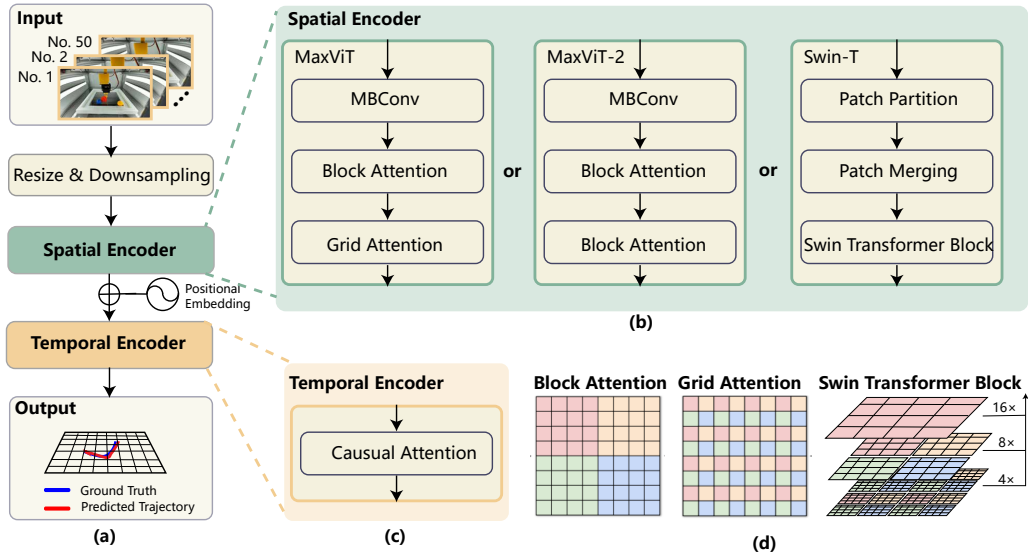 Input
No. 50
No. 2
No. 1
Resize & Downsampling
Spatial Encoder
Positional
Embedding
Temporal Encoder
Output
Ground Truth
Predicted Trajectory
(a)
Spatial Encoder
MaxViT
MBConv
Block Attention
Grid Attention
or
MaxViT-2
MBConv
Block Attention
Block Attention
or
Swin-T
Patch Partition
Patch Merging
Swin Transformer Block
(b)
Temporal Encoder
Causual Attention
(c)
Block Attention
Grid Attention
Swin Transformer Block
16×
8×
4×
(d)